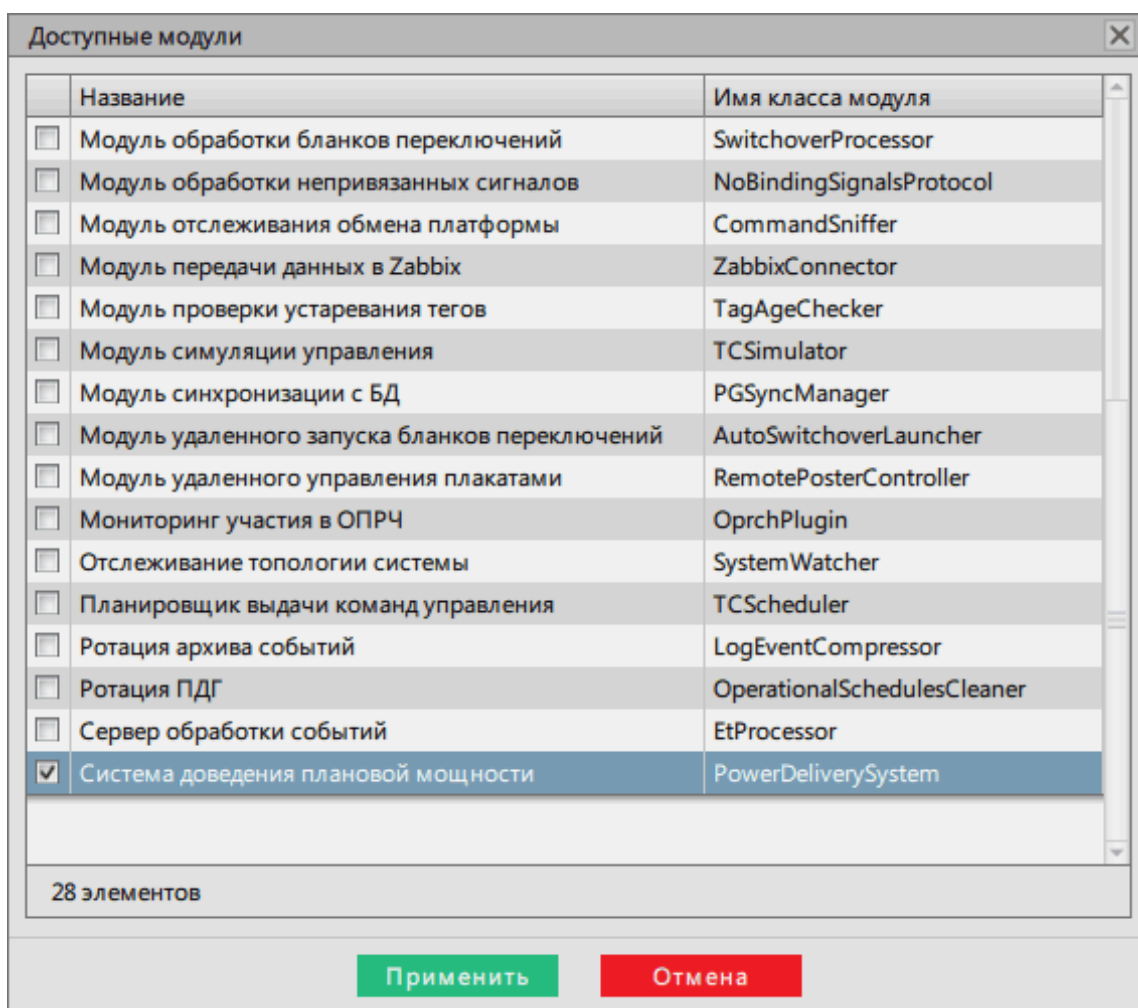 Доступные модули
Название Имя класса модуля
Модуль обработки бланков переключений SwitchoverProcessor
Модуль обработки непривязанных сигналов NoBindingSignalsProtocol
Модуль отслеживания обмена платформы CommandSniffer
Модуль передачи данных в Zabbix ZabbixConnector
Модуль проверки устаревания тегов TagAgeChecker
Модуль симуляции управления TCSimulator
Модуль синхронизации с БД PGSyncManager
Модуль удаленного запуска бланков переключений AutoSwitchoverLauncher
Модуль удаленного управления плакатами RemotePosterController
Мониторинг участия в ОПРЧ OprchPlugin
Отслеживание топологии системы SystemWatcher
Планировщик выдачи команд управления TCScheduler
Ротация архива событий LogEventCompressor
Ротация ПДГ OperationalSchedulesCleaner
Сервер обработки событий EtProcessor
Система доведения плановой мощности PowerDeliverySystem
28 элементов
Применить Отмена